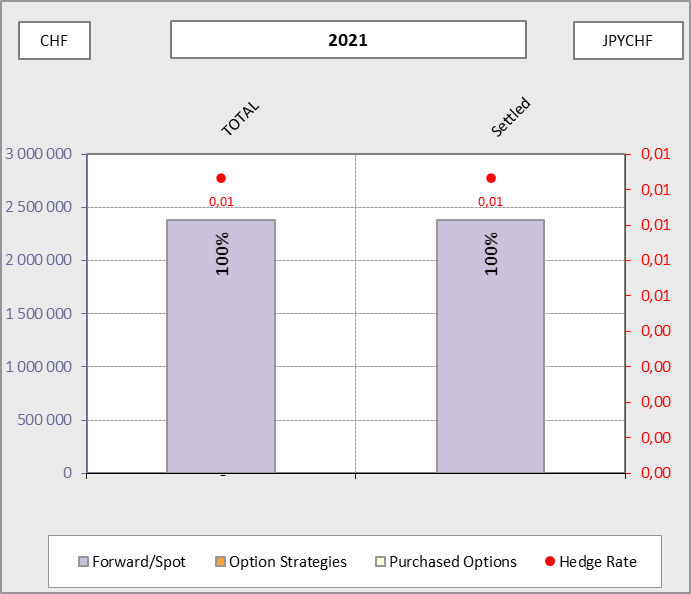 CHF
2021
JPYCHF
TOTAL
Settled
3 000 000
2 500 000
2 000 000
1 500 000
1 000 000
500 000
0
0,01
0,01
100%
100%
0,01
0,01
0,01
0,01
0,01
0,00
0,00
0,00
0,00
0,00
-
Forward/Spot
Option Strategies
Purchased Options
Hedge Rate